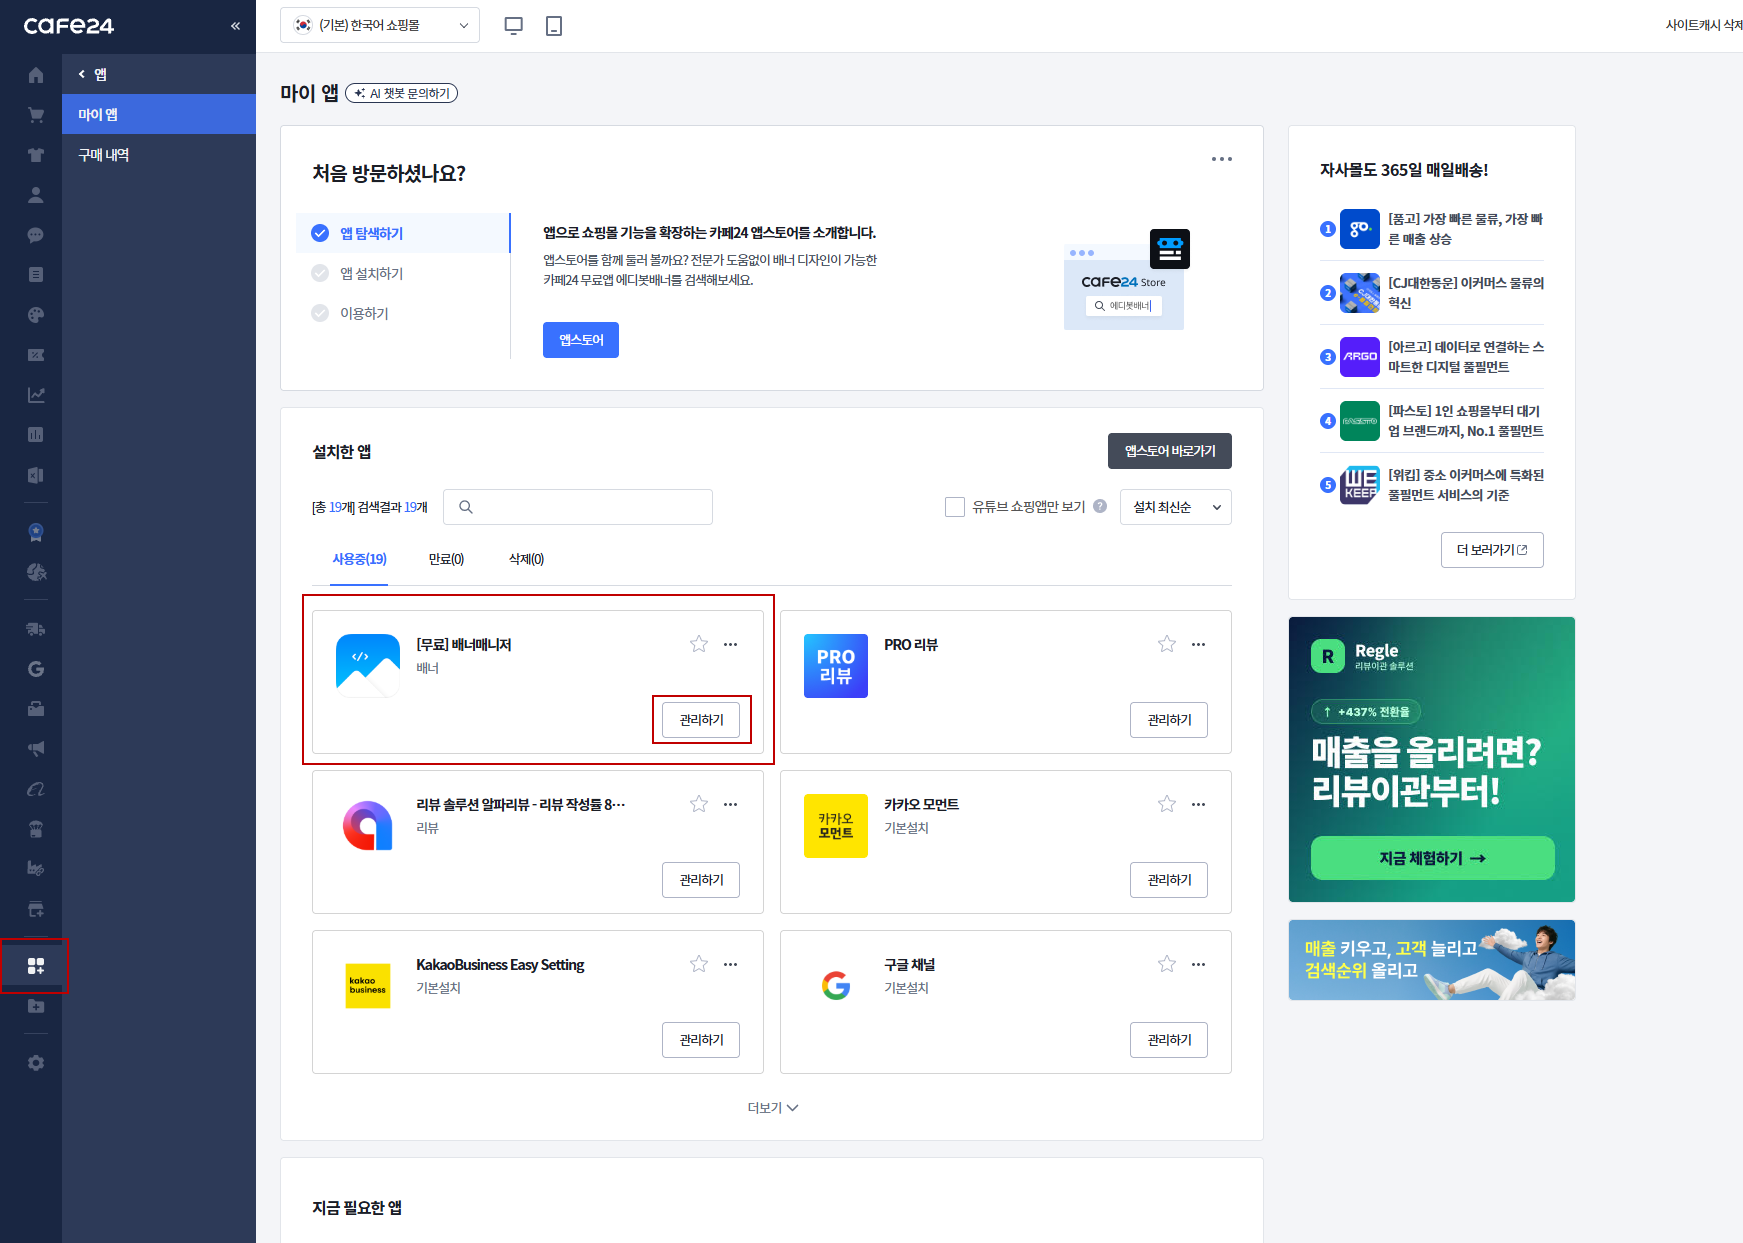 cafe24
«
앱
마이 앱
구매 내역
(기본) 한국어 쇼핑몰
사이트캐시 삭제
마이 앱
AI 챗봇 문의하기
처음 방문하셨나요?
앱 탐색하기
앱 설치하기
이용하기
앱으로 쇼핑몰 기능을 확장하는 카페24 앱스토어를 소개합니다.
앱스토어를 함께 둘러 볼까요? 전문가 도움없이 배너 디자인이 가능한
카페24 무료앱 에디봇배너를 검색해보세요.
앱스토어
cafe24 Store
에디봇배너
설치한 앱
앱스토어 바로가기
[총 19개] 검색결과 19개
유튜브 쇼핑앱만 보기
?
설치 최신순
사용중(19)
만료(0)
삭제(0)
</>
[무료] 배너매니저
배너
관리하기
PRO
리뷰
PRO 리뷰
관리하기
리뷰 솔루션 알파리뷰 - 리뷰 작성률 8···
리뷰
관리하기
카카오
모먼트
카카오 모먼트
기본설치
관리하기
kakao
business
KakaoBusiness Easy Setting
기본설치
관리하기
G
구글 채널
기본설치
관리하기
더보기
지금 필요한 앱
자사몰도 365일 매일배송!
1
go
[품고] 가장 빠른 물류, 가장 빠
른 매출 상승
2
[CJ대한통운] 이커머스 물류의
혁신
3
ARGO
[아르고] 데이터로 연결하는 스
마트한 디지털 풀필먼트
4
FASSTO
[파스토] 1인 쇼핑몰부터 대기
업 브랜드까지, No.1 풀필먼트
5
WE
KEEP
[위킵] 중소 이커머스에 특화된
풀필먼트 서비스의 기준
더 보러가기
R
Regle
리뷰이관 솔루션
↑ +437% 전환율
매출을 올리려면?
리뷰이관부터!
지금 체험하기 →
매출 키우고, 고객 늘리고
검색순위 올리고